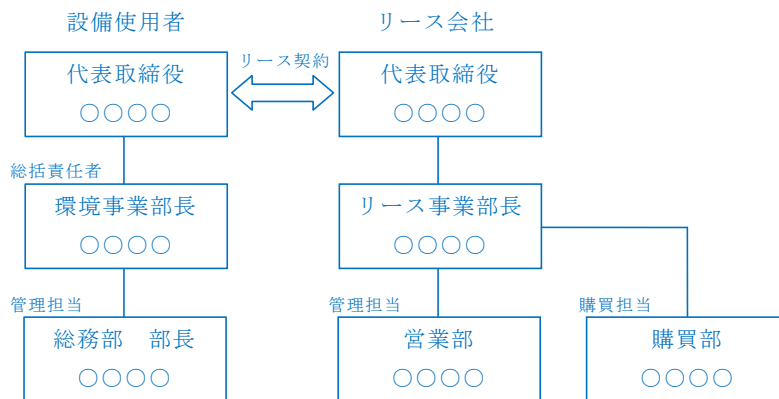 設備使用者
リース会社
リース契約
代表取締役
○○○○
代表取締役
○○○○
総括責任者
環境事業部長
○○○○
リース事業部長
○○○○
管理担当
総務部　部長
○○○○
管理担当
営業部
○○○○
購買担当
購買部
○○○○